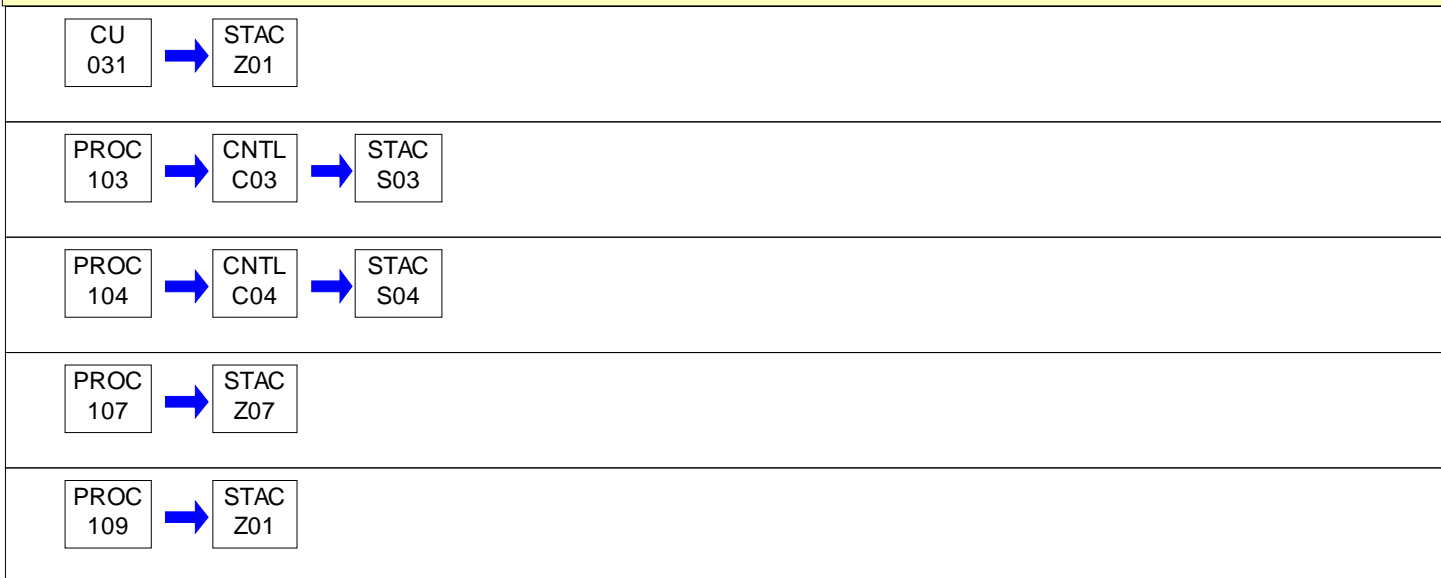 CU
031
STAC
Z01
PROC
103
CNTL
C03
STAC
S03
PROC
104
CNTL
C04
STAC
S04
PROC
107
STAC
Z07
PROC
109
STAC
Z01